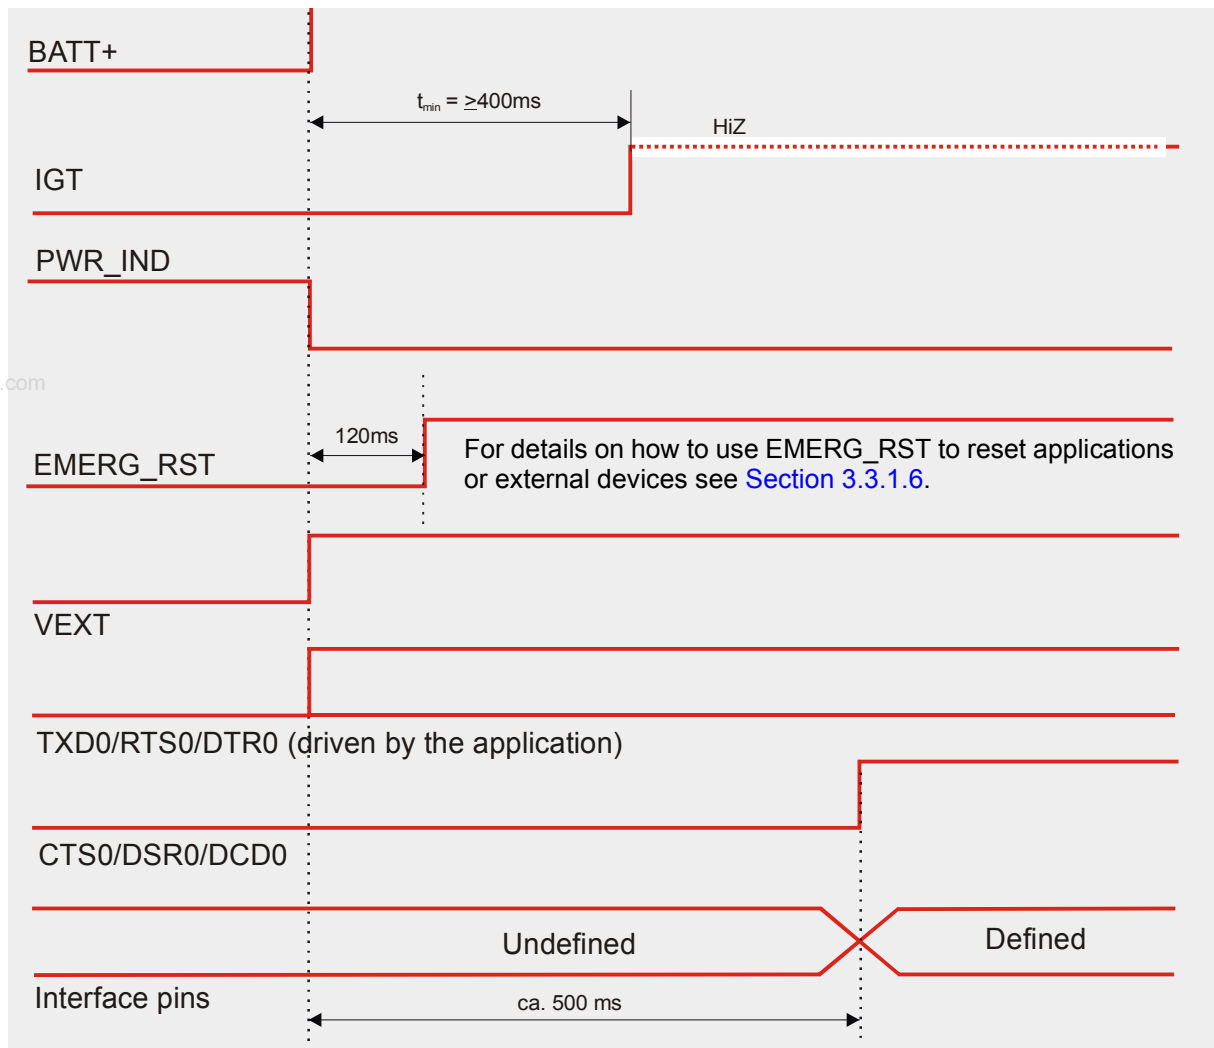 BATT+
tmin = ≥400ms
HiZ
IGT
PWR_IND
.com
120ms
EMERG_RST
For details on how to use EMERG_RST to reset applications
or external devices see Section 3.3.1.6.
VEXT
TXD0/RTS0/DTR0 (driven by the application)
CTS0/DSR0/DCD0
Undefined
Defined
Interface pins
ca. 500 ms